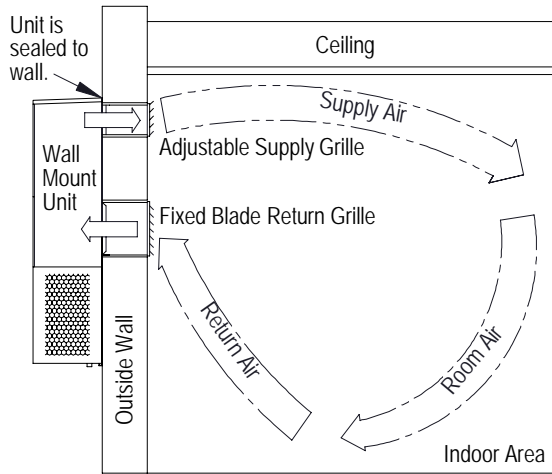 Unit is
sealed to
wall.
Ceiling
Supply Air
Adjustable Supply Grille
Wall
Mount
Unit
Fixed Blade Return Grille
Return Air
Room Air
Outside Wall
Indoor Area